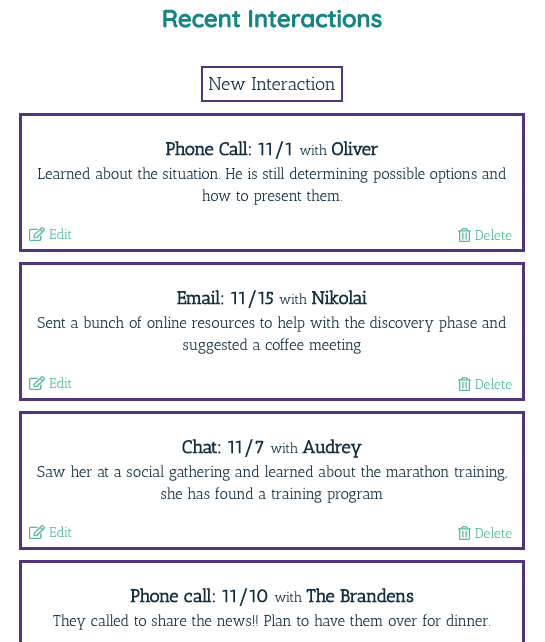 Recent Interactions
New Interaction
Phone Call: 11/1 with Oliver
Learned about the situation. He is still determining possible options and
how to present them.
Edit
Delete
Email: 11/15 with Nikolai
Sent a bunch of online resources to help with the discovery phase and
suggested a coffee meeting
Edit
Delete
Chat: 11/7 with Audrey
Saw her at a social gathering and learned about the marathon training,
she has found a training program
Edit
Delete
Phone call: 11/10 with The Brandens
They called to share the news!! Plan to have them over for dinner.